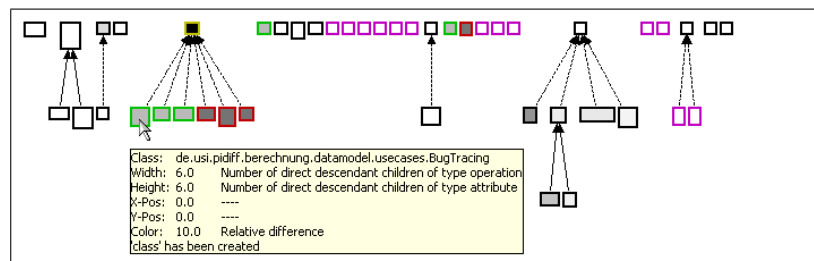 Class: de.usi.pidiff.berechnung.datamodel.usecases.BugTracing
Width: 6.0 Number of direct descendant children of type operation
Height: 6.0 Number of direct descendant children of type attribute
X-Pos: 0.0 ----
Y-Pos: 0.0 ----
Color: 10.0 Relative difference
'class' has been created